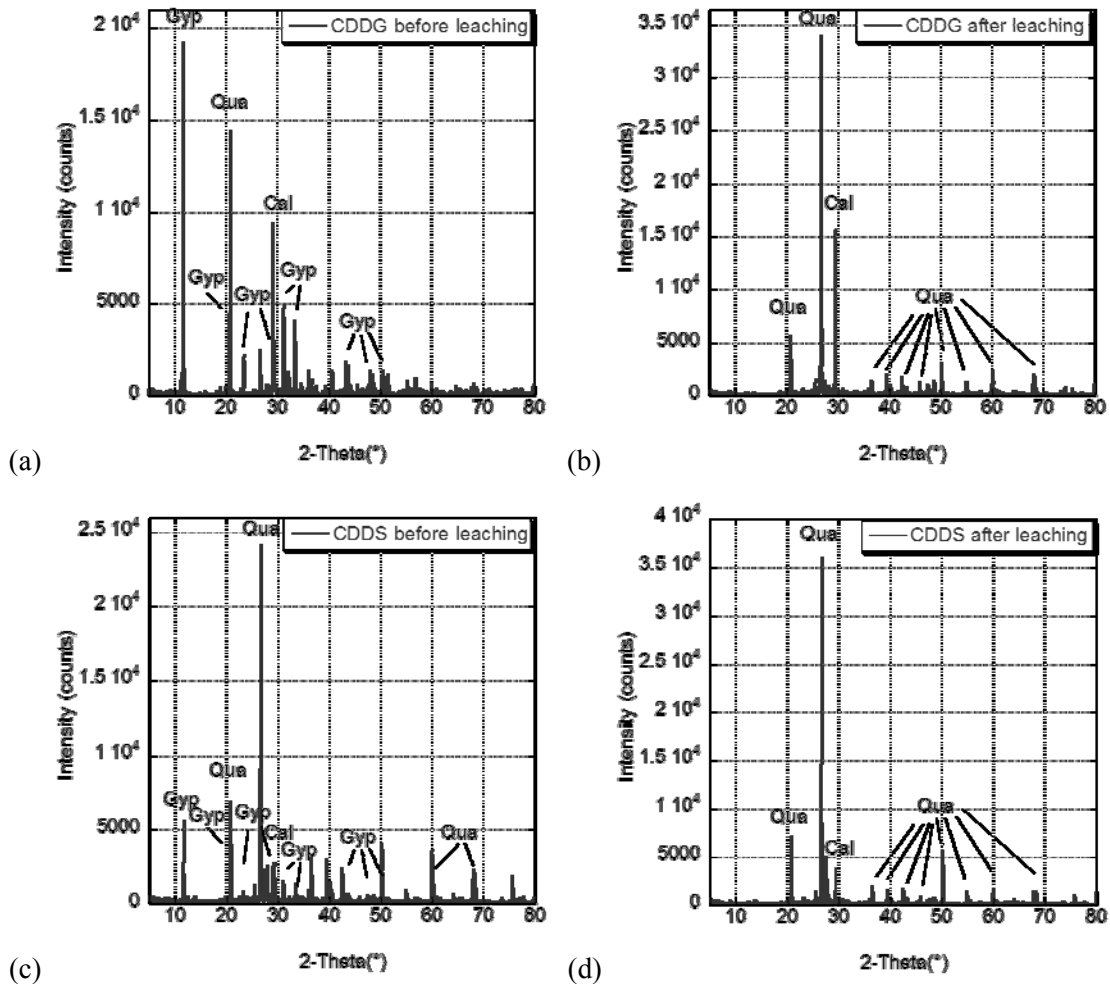 2 10⁴
Gyp
CDDG before leaching
Qua
1.5 10⁴
Cal
1 10⁴
Gyp
Gyp
Gyp
5000
Gyp
0
10 20 30 40 50 60 70 80
Intensity (counts)
2-Theta(°)
(a)
3.5 10⁴
Qua
CDDG after leaching
3 10⁴
2.5 10⁴
2 10⁴
Cal
1.5 10⁴
1 10⁴
Qua
Qua
5000
0
10 20 30 40 50 60 70 80
Intensity (counts)
2-Theta(°)
(b)
2.5 10⁴
Qua
CDDS before leaching
2 10⁴
1.5 10⁴
1 10⁴
Qua
Gyp
Gyp
Gyp
Cal
Gyp
Gyp
Qua
5000
0
10 20 30 40 50 60 70 80
Intensity (counts)
2-Theta(°)
(c)
4 10⁴
Qua
CDDS after leaching
3.5 10⁴
3 10⁴
2.5 10⁴
2 10⁴
1.5 10⁴
1 10⁴
Qua
Qua
Cal
5000
0
10 20 30 40 50 60 70 80
Intensity (counts)
2-Theta(°)
(d)